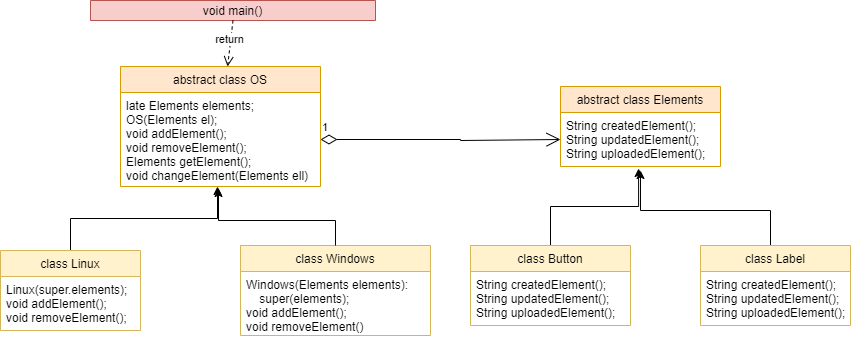 void main()
return
abstract class OS
late Elements elements;
OS(Elements el);
void addElement();
void removeElement();
Elements getElement();
void changeElement(Elements ell)
1
abstract class Elements
String createdElement();
String updatedElement();
String uploadedElement();
class Linux
Linux(super.elements);
void addElement();
void removeElement();
class Windows
Windows(Elements elements):
super(elements);
void addElement();
void removeElement()
class Button
String createdElement();
String updatedElement();
String uploadedElement();
class Label
String createdElement();
String updatedElement();
String uploadedElement();